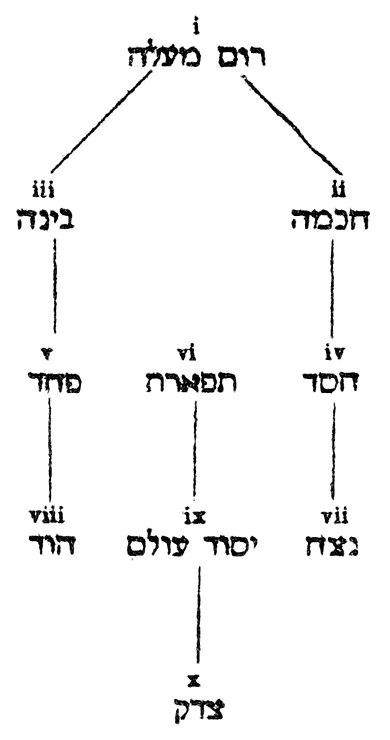 i
רום מעלה
iii ii
בינה חכמה
v vi iv
פחד תפארת חסד
viii ix vii
הוד יסוד עולם נצח
x
צדק